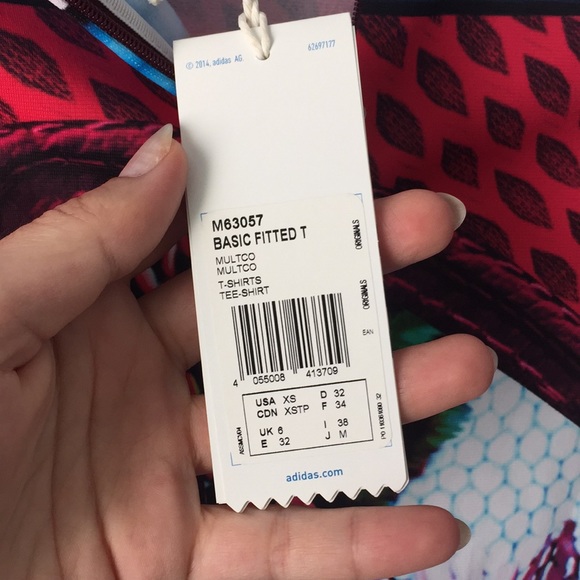 © 2014, adidas AG. 62697177
M63057
BASIC FITTED T
MULTCO
MULTCO
T-SHIRTS
TEE-SHIRT
ORIGINALS
ORIGINALS
EAN
4 055008 413709
USA XS D 32
CDN XSTP F 34
UK 6 I 38
E 32 J M
adidas.com